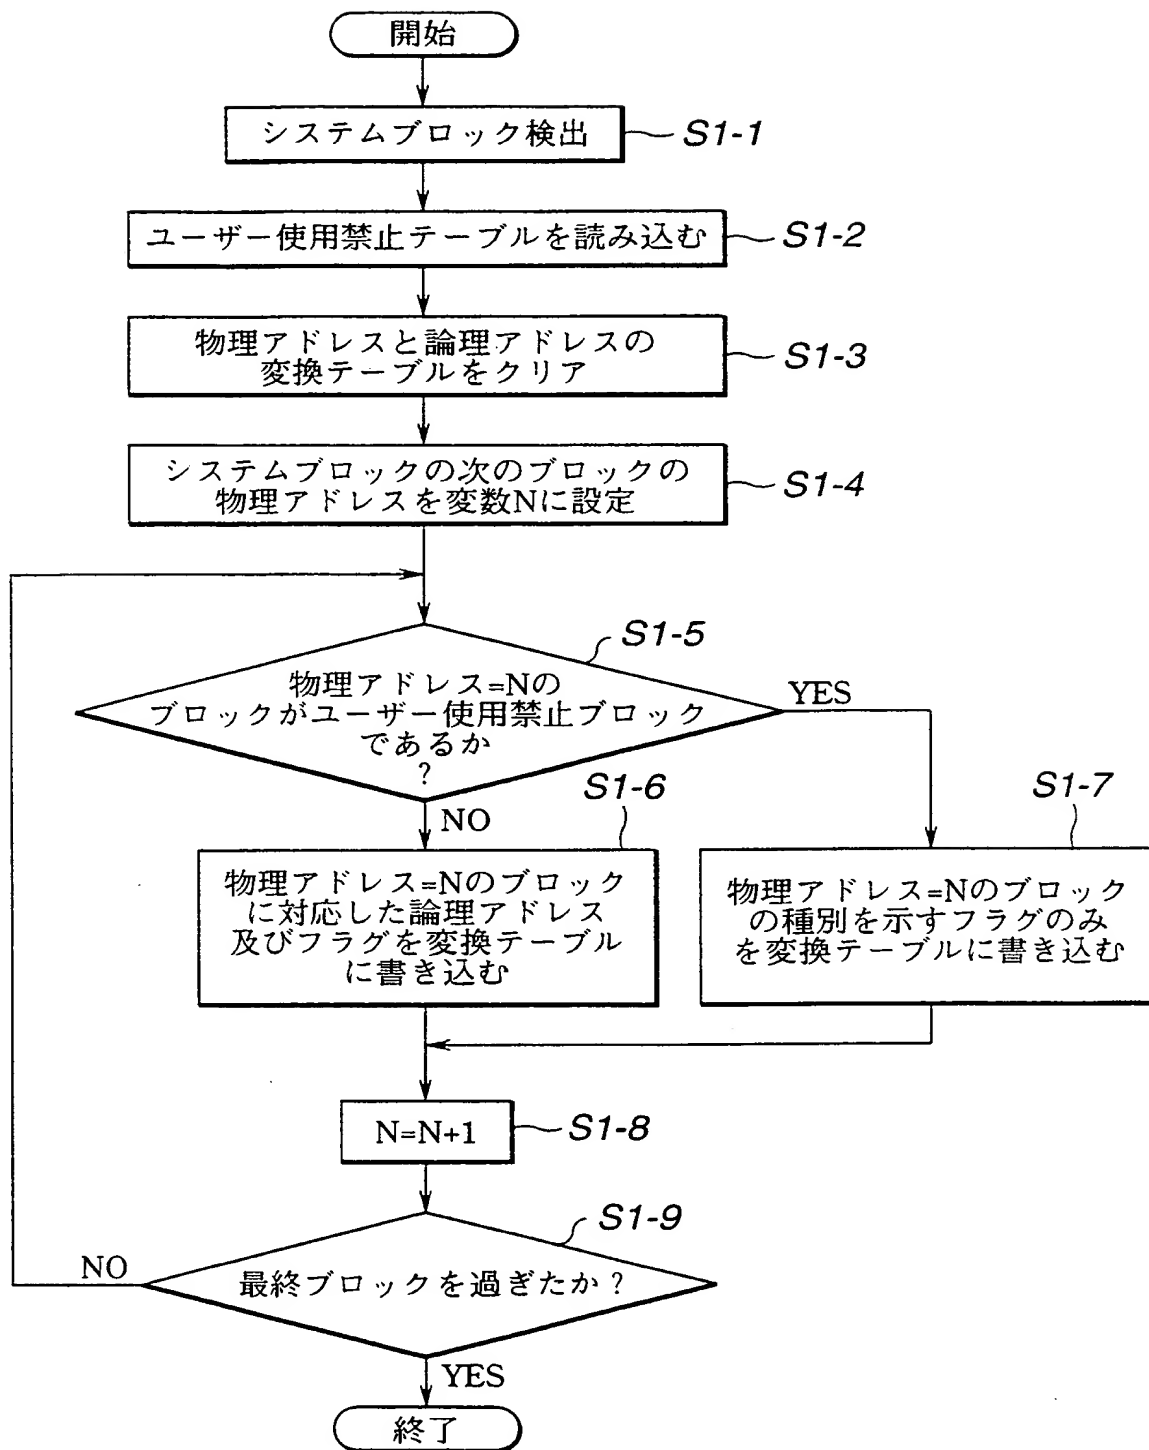 開始
システムブロック検出
S1-1
ユーザー使用禁止テーブルを読み込む
S1-2
物理アドレスと論理アドレスの
変換テーブルをクリア
S1-3
システムブロックの次のブロックの
物理アドレスを変数Nに設定
S1-4
S1-5
物理アドレス=Nの
ブロックがユーザー使用禁止ブロック
であるか
?
YES
NO
S1-6
S1-7
物理アドレス=Nのブロック
に対応した論理アドレス
及びフラグを変換テーブル
に書き込む
物理アドレス=Nのブロック
の種別を示すフラグのみ
を変換テーブルに書き込む
N=N+1
S1-8
S1-9
最終ブロックを過ぎたか?
NO
YES
終了